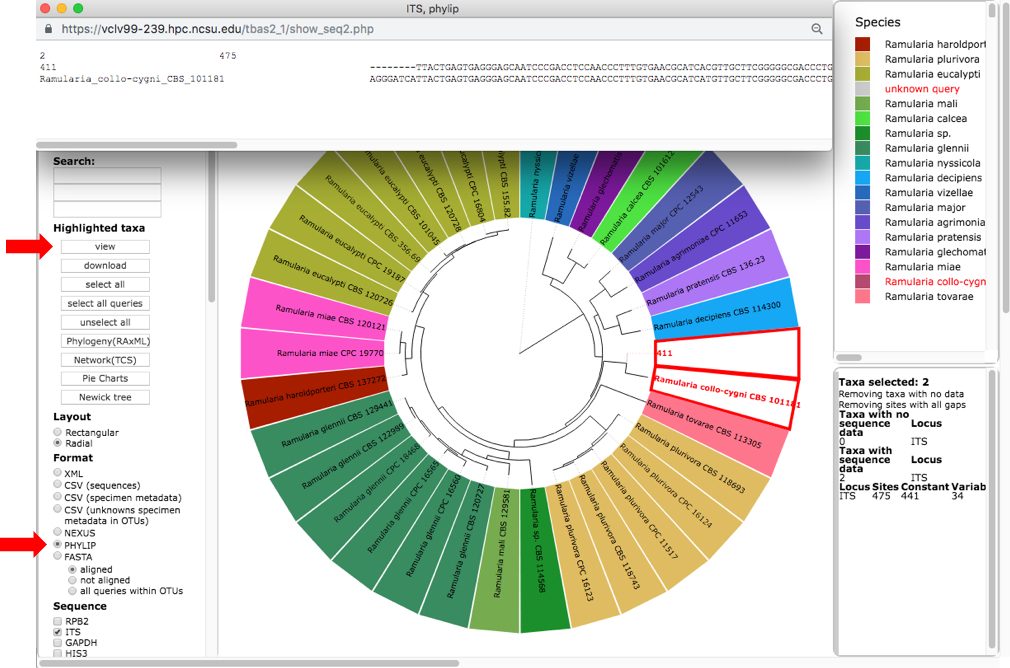 ITS, phylip
https://vclv99-239.hpc.ncsu.edu/tbas2_1/show_seq2.php
2 475
411 --------TTACTGAGTGAGGGAGCAATCCCGACCTCCAACCCTTTGTGAACGCATCACGTTGCTTCGGGGGCGACCCTG
Ramularia_collo-cygni_CBS_101181 AGGGATCATTACTGAGTGAGGGAGCAATCCCGACCTCCAACCCTTTGTGAACGCATCATGTTGCTTCGGGGGCGACCCTG
Search:
Highlighted taxa
view
download
select all
select all queries
unselect all
Phylogeny(RAxML)
Network(TCS)
Pie Charts
Newick tree
Layout
Rectangular
Radial
Format
XML
CSV (sequences)
CSV (specimen metadata)
CSV (unknowns specimen
metadata in OTUs)
NEXUS
PHYLIP
FASTA
aligned
not aligned
all queries within OTUs
Sequence
RPB2
ITS
GAPDH
HIS3
Ramularia nyssico
Ramularia vizellae
Ramularia glechomatis
Ramularia calcea CBS 101612
Ramularia major CPC 12543
Ramularia agrimoniae CPC 11653
Ramularia pratensis CBS 136.23
Ramularia decipiens CBS 114300
411
Ramularia collo-cygni CBS 101181
Ramularia tovarae CBS 113305
Ramularia plurivora CBS 118693
Ramularia plurivora CPC 16124
Ramularia plurivora CPC 11517
Ramularia plurivora CBS 118743
Ramularia plurivora CPC 16123
Ramularia sp. CBS 114568
Ramularia mali CBS 129581
Ramularia glennii CBS 120727
Ramularia glennii CPC 16560
Ramularia glennii CPC 16565
Ramularia glennii CPC 18468
Ramularia glennii CBS 122989
Ramularia glennii CBS 129441
Ramularia haroldporteri CBS 137272
Ramularia miae CPC 19770
Ramularia miae CBS 120121
Ramularia eucalypti CBS 120726
Ramularia eucalypti CPC 19187
Ramularia eucalypti CBS 356.69
Ramularia eucalypti CBS 101045
ramularia eucalypti CBS 120728
eucalypti CPC 16804
ypti CBS 155.82
Species
Ramularia haroldport
Ramularia plurivora
Ramularia eucalypti
unknown query
Ramularia mali
Ramularia calcea
Ramularia sp.
Ramularia glennii
Ramularia nyssicola
Ramularia decipiens
Ramularia vizellae
Ramularia major
Ramularia agrimonia
Ramularia pratensis
Ramularia glechomat
Ramularia miae
Ramularia collo-cygn
Ramularia tovarae
Taxa selected: 2
Removing taxa with no data
Removing sites with all gaps
Taxa with no
sequence Locus
data
0 ITS
Taxa with
sequence Locus
data
2 ITS
Locus Sites Constant Variab
ITS 475 441 34